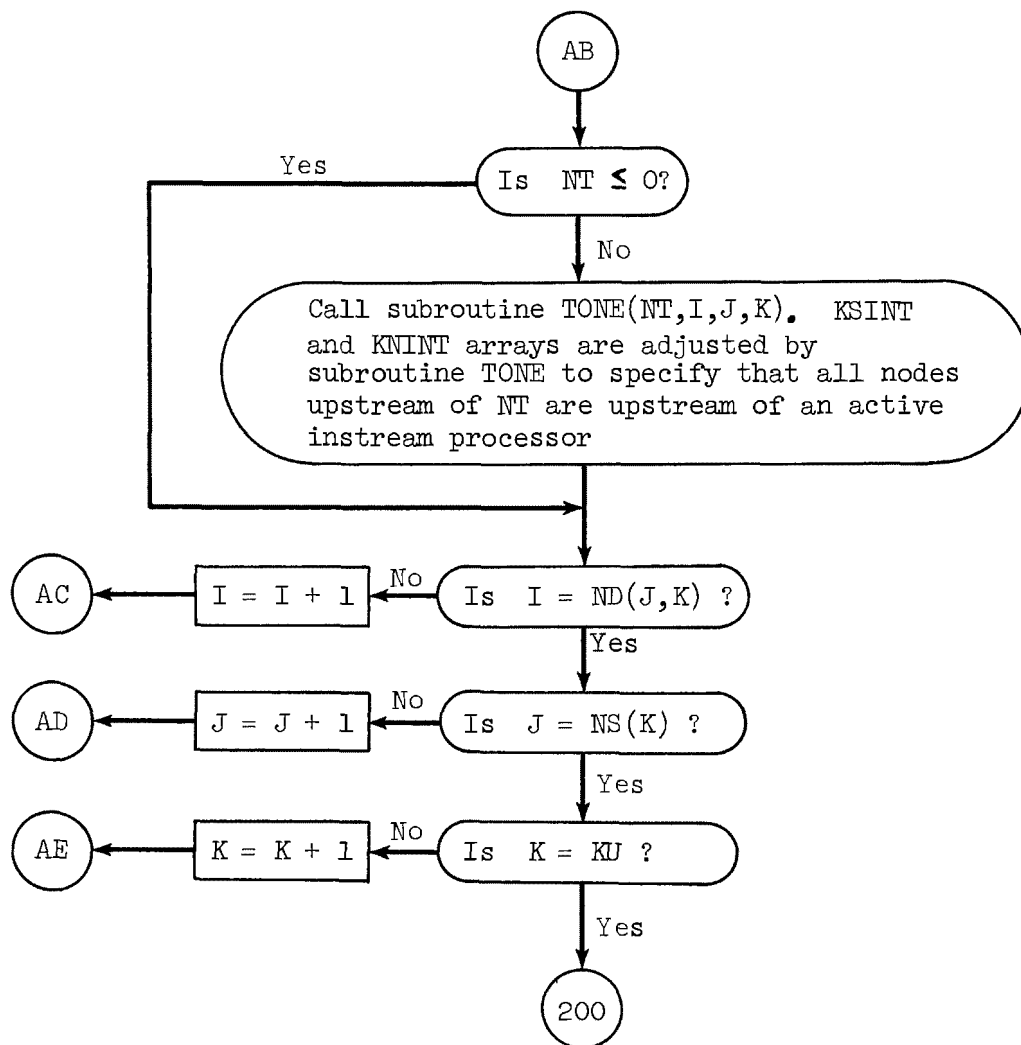 AB
Yes
Is NT ≤ 0?
No
Call subroutine TONE(NT,I,J,K). KSINT
and KNINT arrays are adjusted by
subroutine TONE to specify that all nodes
upstream of NT are upstream of an active
instream processor
AC
I = I + 1
No
Is I = ND(J,K) ?
Yes
AD
J = J + 1
No
Is J = NS(K) ?
Yes
AE
K = K + 1
No
Is K = KU ?
Yes
200